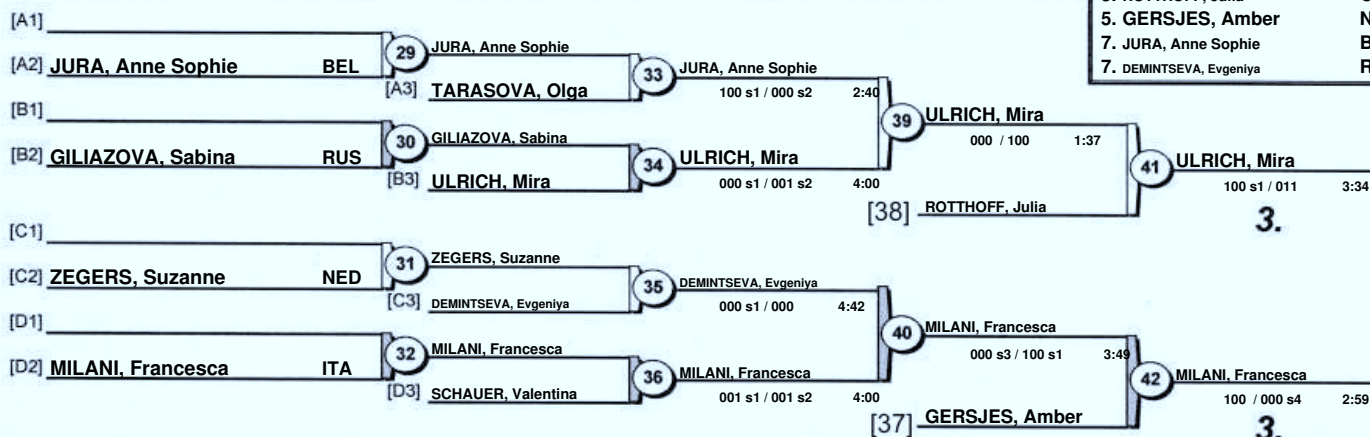 5. GERSJES, Amber N
7. JURA, Anne Sophie B
7. DEMINTSEVA, Evgeniya R
[A1]
[A2] JURA, Anne Sophie BEL
29
JURA, Anne Sophie
[A3] TARASOVA, Olga
33
JURA, Anne Sophie
100 s1 / 000 s2 2:40
[B1]
[B2] GILIAZOVA, Sabina RUS
30
GILIAZOVA, Sabina
[B3] ULRICH, Mira
34
ULRICH, Mira
000 s1 / 001 s2 4:00
39
ULRICH, Mira
000 / 100 1:37
[38] ROTTHOFF, Julia
41
ULRICH, Mira
100 s1 / 011 3:34
3.
[C1]
[C2] ZEGERS, Suzanne NED
31
ZEGERS, Suzanne
[C3] DEMINTSEVA, Evgeniya
35
DEMINTSEVA, Evgeniya
000 s1 / 000 4:42
[D1]
[D2] MILANI, Francesca ITA
32
MILANI, Francesca
[D3] SCHAUER, Valentina
36
MILANI, Francesca
001 s1 / 001 s2 4:00
40
MILANI, Francesca
000 s3 / 100 s1 3:49
[37] GERSJES, Amber
42
MILANI, Francesca
100 / 000 s4 2:59
3.